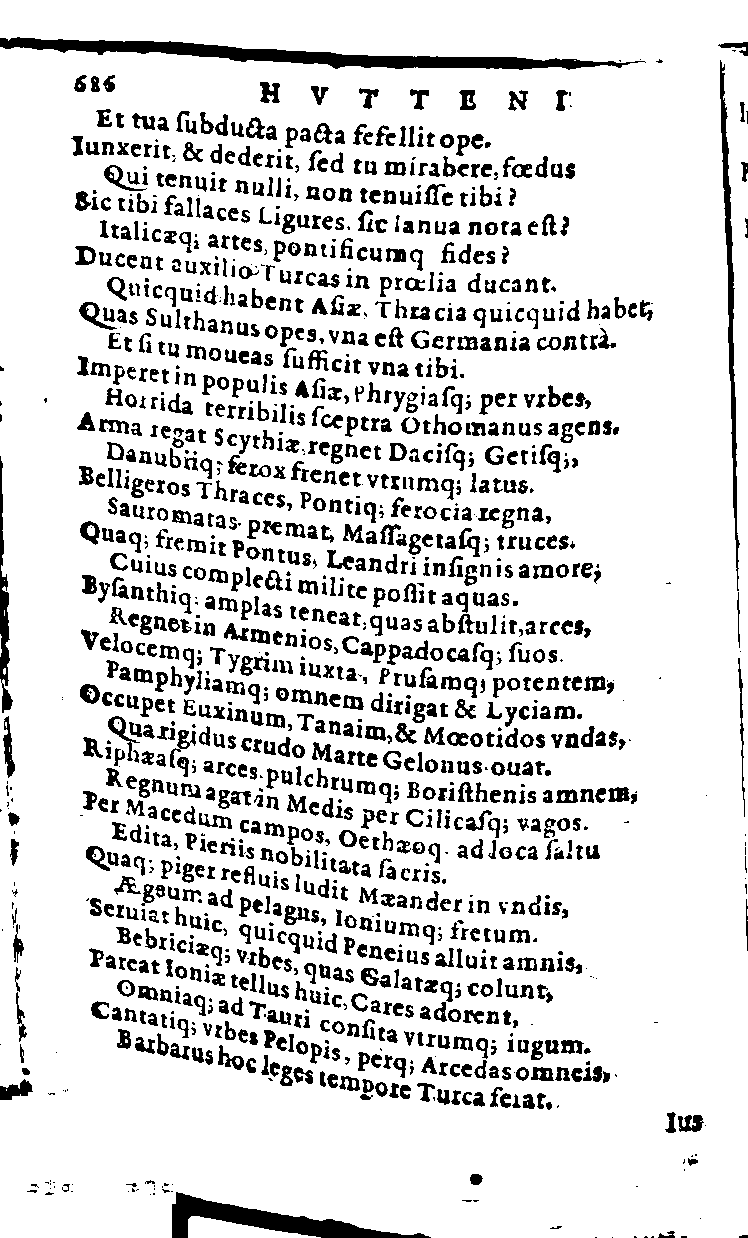 686 H V T T E N I
Et tua ſubducta pacta fefellit ope.
Iunxerit, & dederit, ſed tu mirabere, fœdus
Qui tenuit nulli, non tenuiſſe tibi?
Sic tibi fallaces Ligures. ſic Ianua nota eſt?
Italicæq; artes, pontificumq fides?
Ducent auxilio Turcas in prœlia ducant.
Quicquid habent Aſiæ, Thracia quicquid habet;
Quas Sulthanus opes, vna eſt Germania contrà.
Et ſi tu moueas ſufficit vna tibi.
Imperet in populis Aſiæ, Phrygiaſq; per vrbes,
Horrida terribilis ſceptra Othomanus agens.
Arma regat Scythiæ, regnet Daciſq; Getiſq;,
Danubiiq; ferox frenet vtrumq; latus.
Belligeros Thraces, Pontiq; ferocia regna,
Sauromatas premat, Maſſagetaſq; truces.
Quaq; fremit Pontus, Leandri inſignis amore;
Cuius complecti milite poſſit aquas.
Byſanthiq; amplas teneat, quas abſtulit, arces,
Regnet in Armenios, Cappadocaſq; ſuos.
Velocemq; Tygrim iuxta, Pruſamq; potentem,
Pamphyliamq; omnem dirigat & Lyciam.
Occupet Euxinum, Tanaim, & Mœotidos vndas,
Qua rigidus crudo Marte Gelonus ouat.
Riphæaſq; arces pulchrumq; Boriſthenis amnem,
Regnum agat in Medis per Cilicaſq; vagos.
Per Macedum campos, Oethæoq. ad loca ſaltu
Edita, Pieriis nobilitata ſacris.
Quaq; piger refluis ludit Mæander in vndis,
Ægeum ad pelagus, Ioniumq; fretum.
Seruiat huic, quicquid Peneius alluit amnis,
Bebriciæq; vrbes, quas Galatæq; colunt,
Pareat Ioniæ tellus huic, Cares adorent,
Omniaq; ad Tauri conſita vtrumq; iugum.
Cantatiq; vrbes Pelopis, perq; Arcedas omneis,
Barbarus hoc leges tempore Turca ferat.
Ius